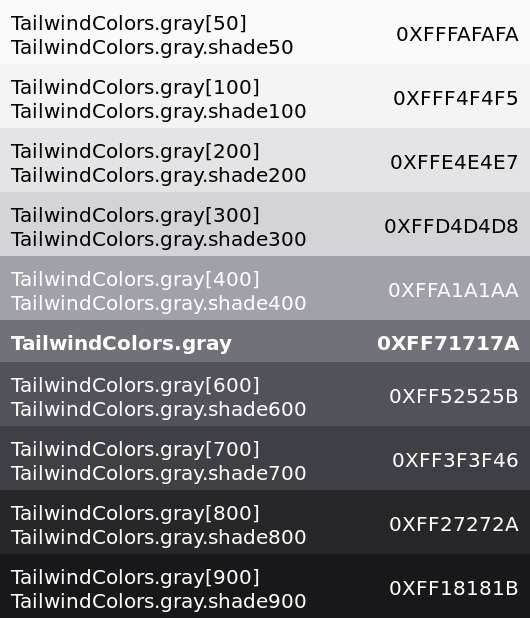 TailwindColors.gray[50]
TailwindColors.gray.shade50
0XFFFAFAFA
TailwindColors.gray[100]
TailwindColors.gray.shade100
0XFFF4F4F5
TailwindColors.gray[200]
TailwindColors.gray.shade200
0XFFE4E4E7
TailwindColors.gray[300]
TailwindColors.gray.shade300
0XFFD4D4D8
TailwindColors.gray[400]
TailwindColors.gray.shade400
0XFFA1A1AA
TailwindColors.gray
0XFF71717A
TailwindColors.gray[600]
TailwindColors.gray.shade600
0XFF52525B
TailwindColors.gray[700]
TailwindColors.gray.shade700
0XFF3F3F46
TailwindColors.gray[800]
TailwindColors.gray.shade800
0XFF27272A
TailwindColors.gray[900]
TailwindColors.gray.shade900
0XFF18181B